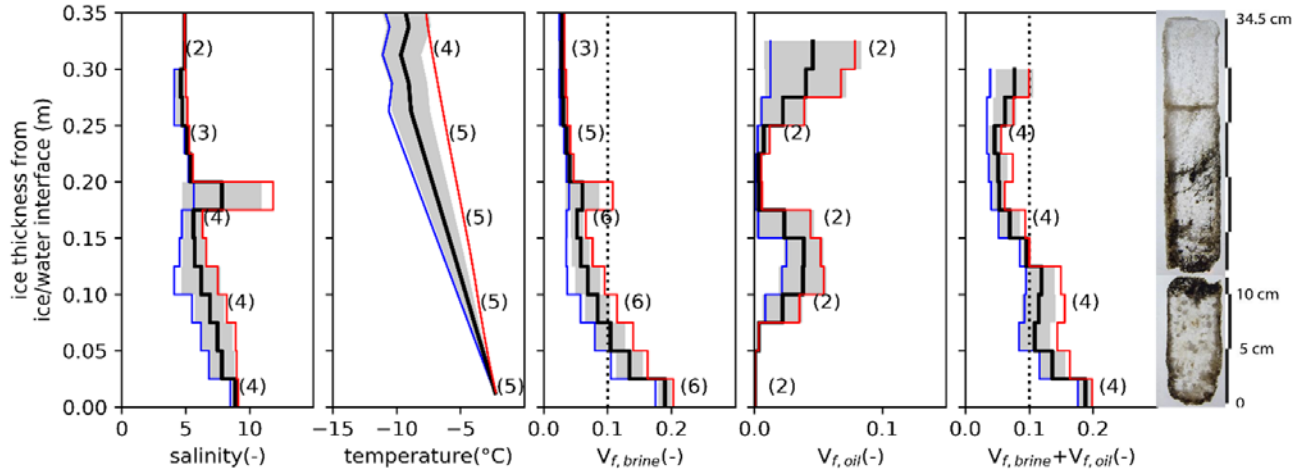 0.35
0.30
0.25
0.20
0.15
0.10
0.05
0.00
ice thickness from
ice/water interface (m)
(2)
(3)
(4)
(4)
(4)
0 5 10
salinity(-)
(4)
(5)
(5)
(5)
(5)
−15 −10 −5
temperature(°C)
(3)
(5)
(6)
(6)
(6)
0.0 0.1 0.2
Vf, brine(-)
(2)
(2)
(2)
(2)
(2)
0.0 0.1
Vf, oil(-)
(4)
(4)
(4)
(4)
0.0 0.1 0.2
Vf, brine+Vf, oil(-)
34.5 cm
10 cm
5 cm
0